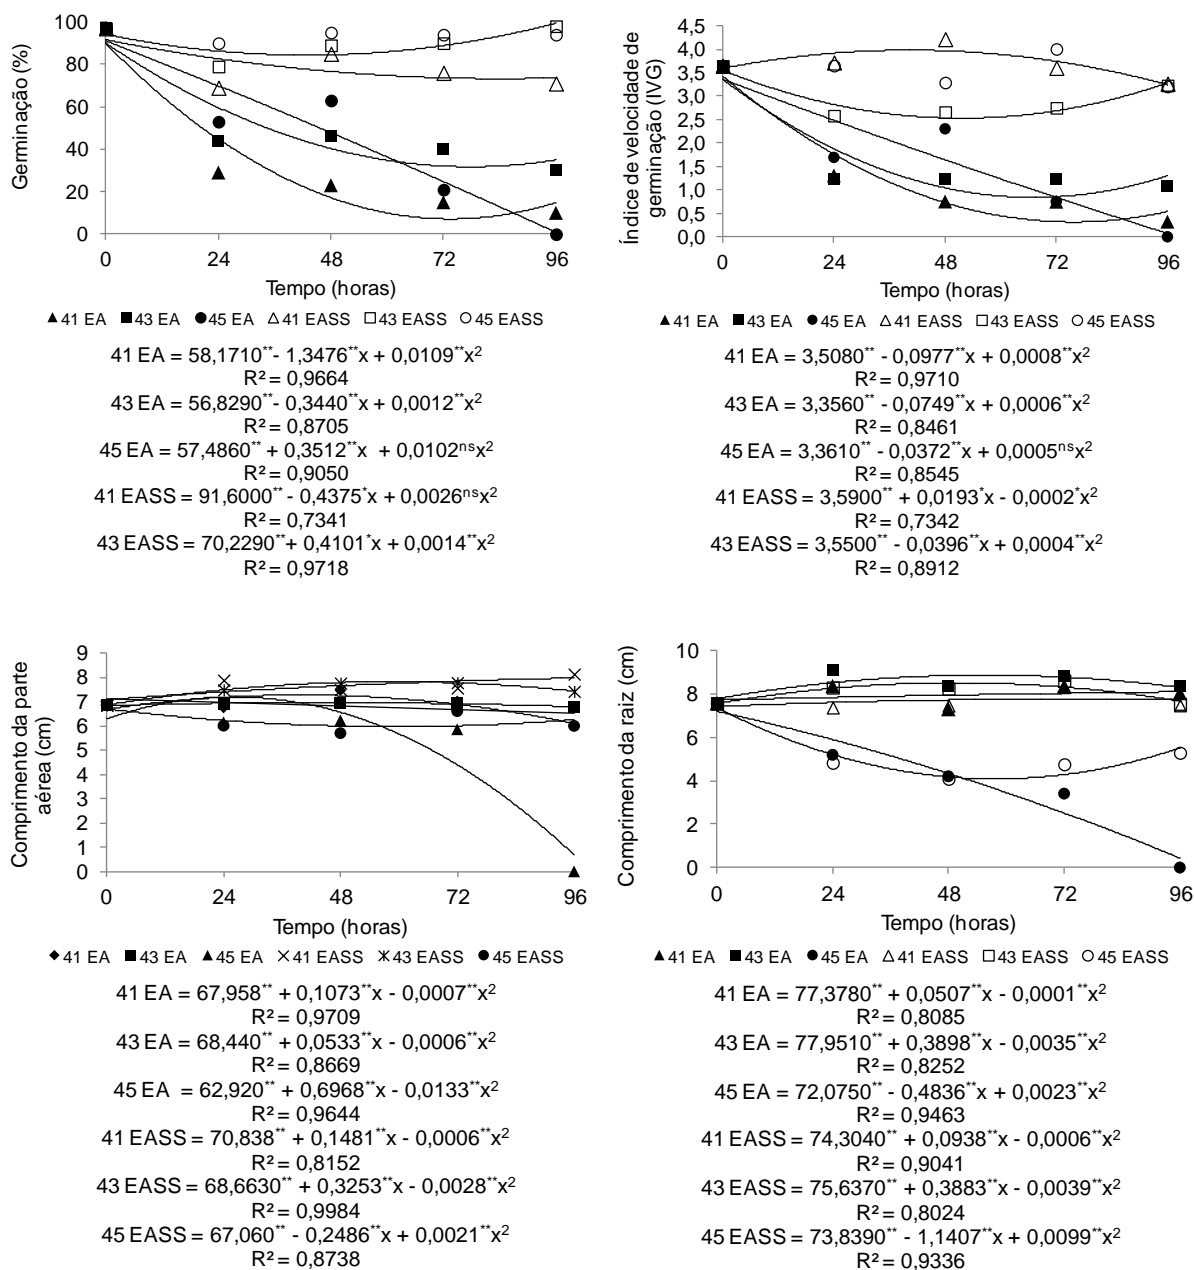 Germinação (%)
100
80
60
40
20
0
0 24 48 72 96
Tempo (horas)
▲41 EA ■43 EA ●45 EA △41 EASS □43 EASS ○45 EASS
41 EA = 58,1710**- 1,3476**x + 0,0109**x²
R² = 0,9664
43 EA = 56,8290**- 0,3440**x + 0,0012**x²
R² = 0,8705
45 EA = 57,4860** + 0,3512**x + 0,0102ⁿˢx²
R² = 0,9050
41 EASS = 91,6000** - 0,4375*x + 0,0026ⁿˢx²
R² = 0,7341
43 EASS = 70,2290**+ 0,4101*x + 0,0014**x²
R² = 0,9718
Índice de velocidade de
germinação (IVG)
4,5
4,0
3,5
3,0
2,5
2,0
1,5
1,0
0,5
0,0
0 24 48 72 96
Tempo (horas)
▲41 EA ■43 EA ●45 EA △41 EASS □43 EASS ○45 EASS
41 EA = 3,5080** - 0,0977**x + 0,0008**x²
R² = 0,9710
43 EA = 3,3560** - 0,0749**x + 0,0006**x²
R² = 0,8461
45 EA = 3,3610** - 0,0372**x + 0,0005ⁿˢx²
R² = 0,8545
41 EASS = 3,5900** + 0,0193*x - 0,0002*x²
R² = 0,7342
43 EASS = 3,5500** - 0,0396**x + 0,0004**x²
R² = 0,8912
Comprimento da parte
aérea (cm)
9
8
7
6
5
4
3
2
1
0
0 24 48 72 96
Tempo (horas)
◆41 EA ■43 EA ▲45 EA ×41 EASS ж43 EASS ●45 EASS
41 EA = 67,958** + 0,1073**x - 0,0007**x²
R² = 0,9709
43 EA = 68,440** + 0,0533**x - 0,0006**x²
R² = 0,8669
45 EA = 62,920** + 0,6968**x - 0,0133**x²
R² = 0,9644
41 EASS = 70,838** + 0,1481**x - 0,0006**x²
R² = 0,8152
43 EASS = 68,6630** + 0,3253**x - 0,0028**x²
R² = 0,9984
45 EASS = 67,060** - 0,2486**x + 0,0021**x²
R² = 0,8738
Comprimento da raiz (cm)
10
8
6
4
2
0
0 24 48 72 96
Tempo (horas)
▲41 EA ■43 EA ●45 EA △41 EASS □43 EASS ○45 EASS
41 EA = 77,3780** + 0,0507**x - 0,0001**x²
R² = 0,8085
43 EA = 77,9510** + 0,3898**x - 0,0035**x²
R² = 0,8252
45 EA = 72,0750** - 0,4836**x + 0,0023**x²
R² = 0,9463
41 EASS = 74,3040** + 0,0938**x - 0,0006**x²
R² = 0,9041
43 EASS = 75,6370** + 0,3883**x - 0,0039**x²
R² = 0,8024
45 EASS = 73,8390** - 1,1407**x + 0,0099**x²
R² = 0,9336